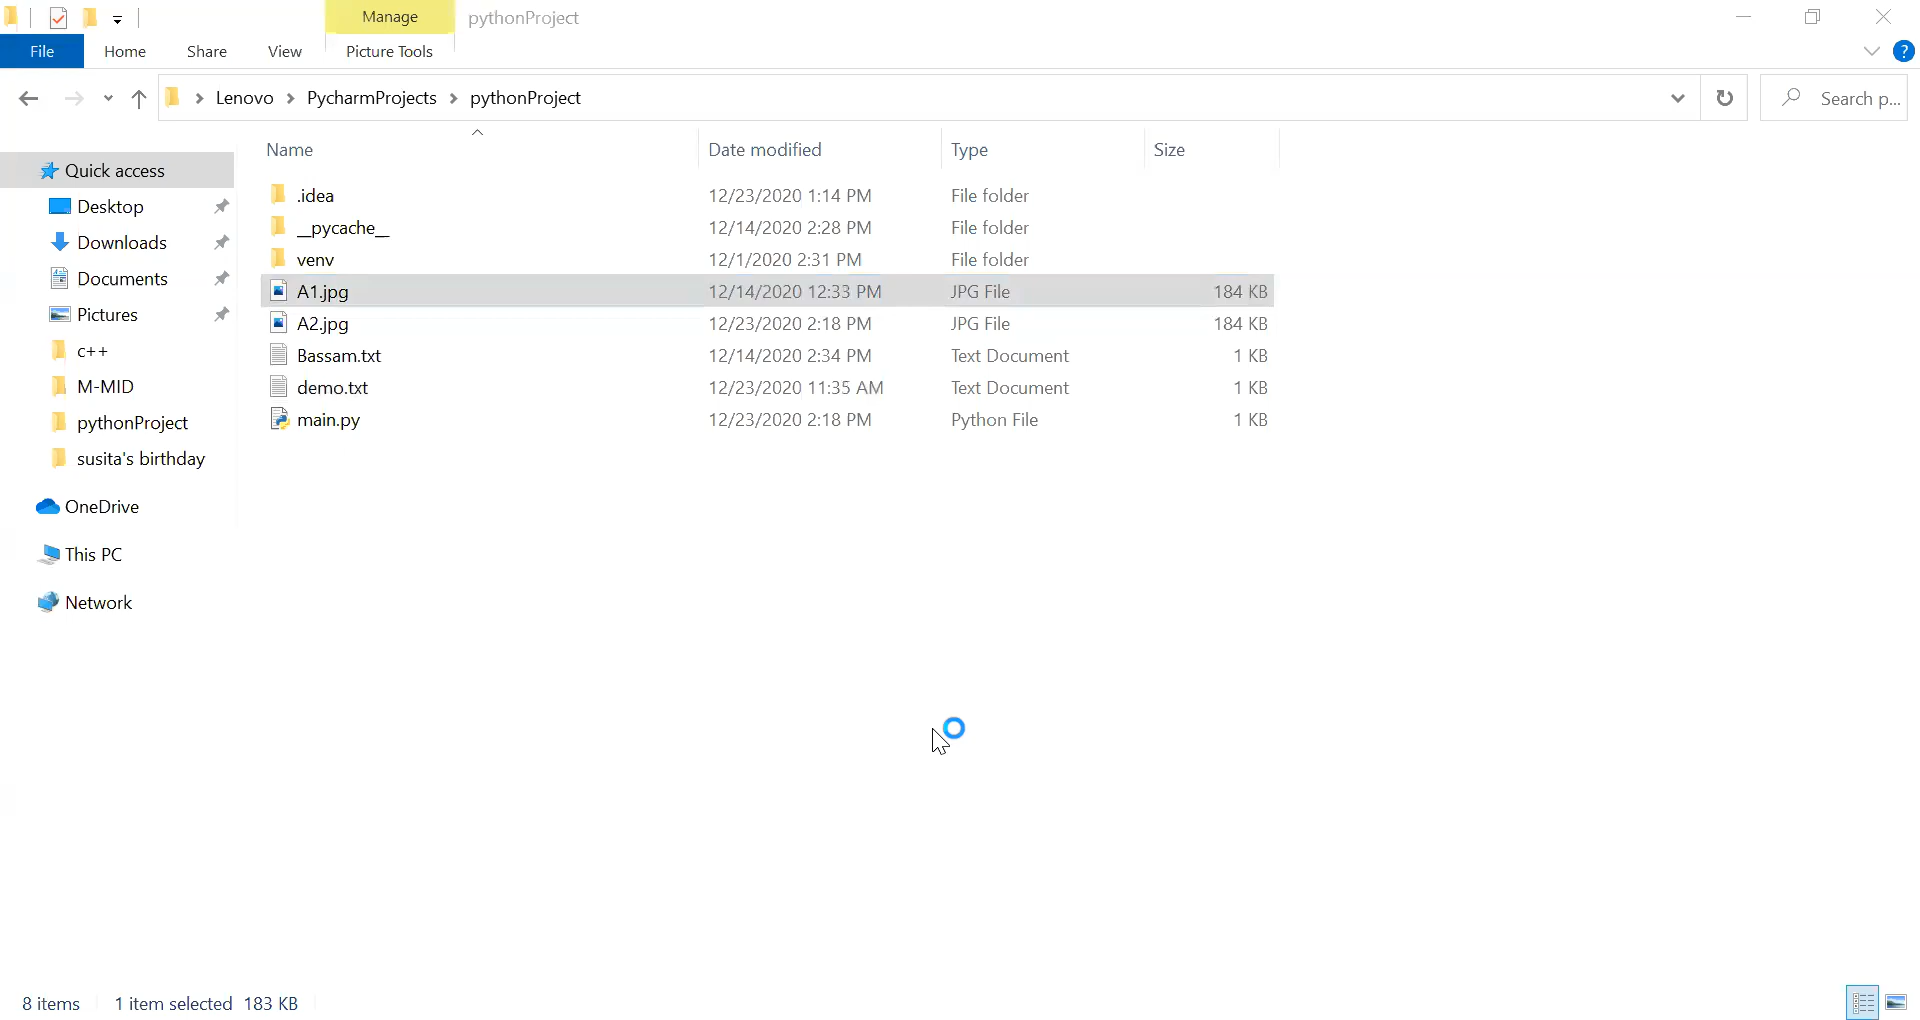 Manage pythonProject
File Home Share View Picture Tools ?
Lenovo PycharmProjects pythonProject Search p...
Name Date modified Type Size
Quick access
Desktop
Downloads
Documents
Pictures
c++
M-MID
pythonProject
susita's birthday
OneDrive
This PC
Network
.idea 12/23/2020 1:14 PM File folder
__pycache__ 12/14/2020 2:28 PM File folder
venv 12/1/2020 2:31 PM File folder
A1.jpg 12/14/2020 12:33 PM JPG File 184 KB
A2.jpg 12/23/2020 2:18 PM JPG File 184 KB
Bassam.txt 12/14/2020 2:34 PM Text Document 1 KB
demo.txt 12/23/2020 11:35 AM Text Document 1 KB
main.py 12/23/2020 2:18 PM Python File 1 KB
8 items 1 item selected 183 KB